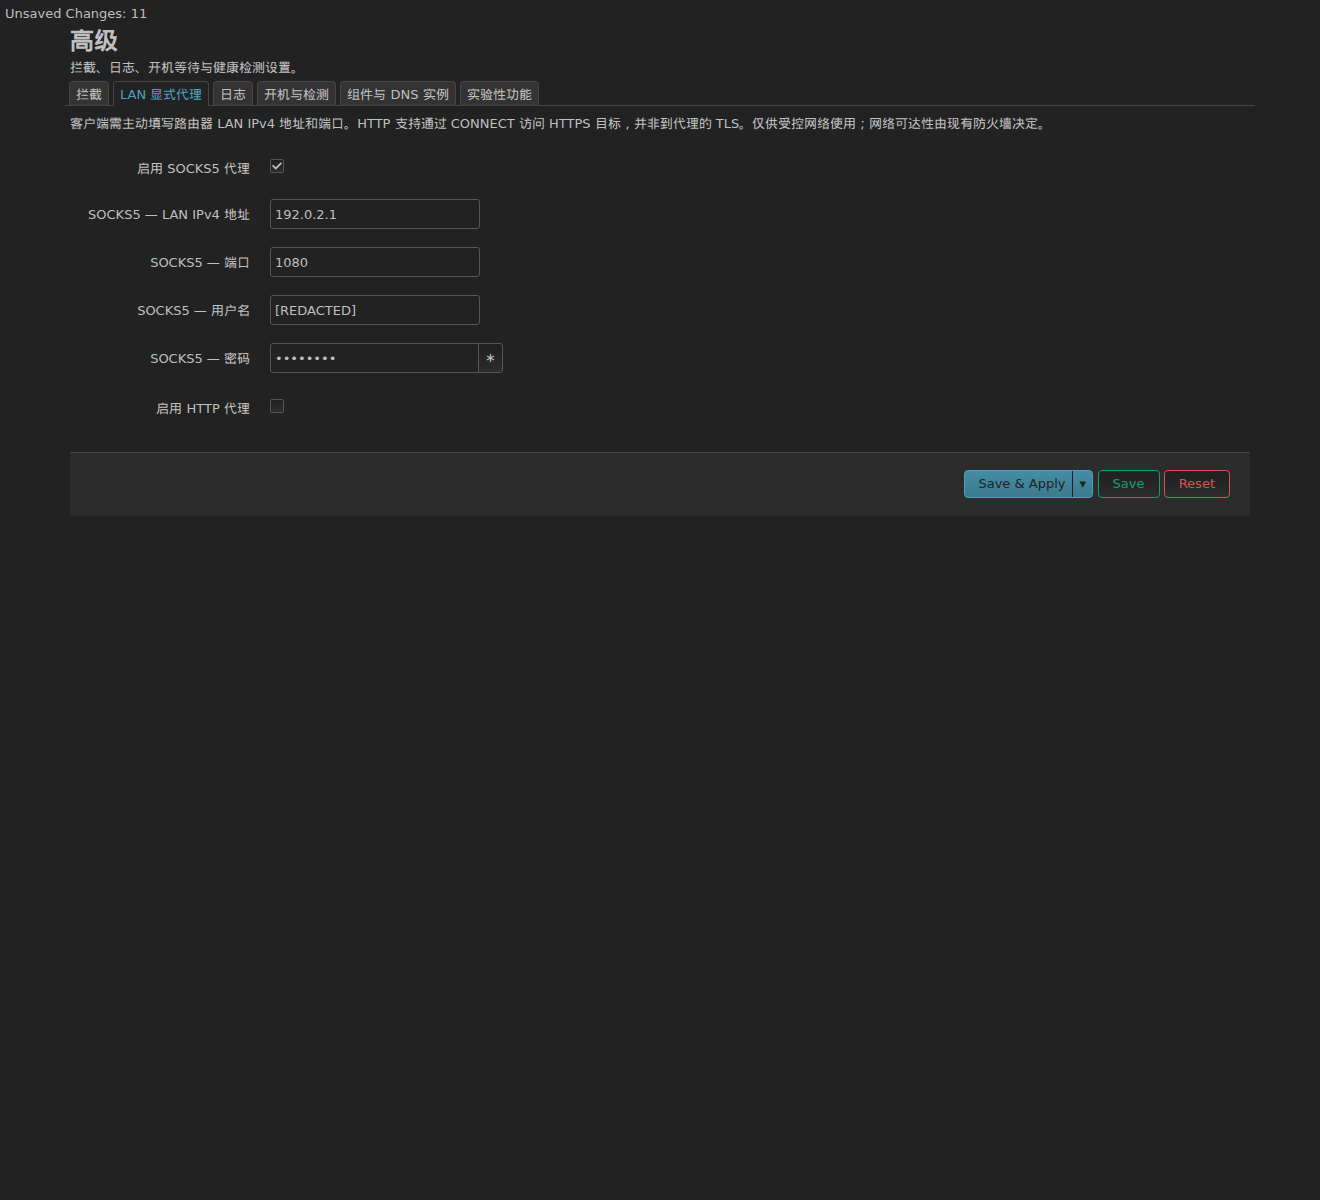 Unsaved Changes: 11
高级
拦截、日志、开机等待与健康检测设置。
拦截 LAN 显式代理 日志 开机与检测 组件与 DNS 实例 实验性功能
客户端需主动填写路由器 LAN IPv4 地址和端口。HTTP 支持通过 CONNECT 访问 HTTPS 目标，并非到代理的 TLS。仅供受控网络使用；网络可达性由现有防火墙决定。
启用 SOCKS5 代理
SOCKS5 — LAN IPv4 地址 192.0.2.1
SOCKS5 — 端口 1080
SOCKS5 — 用户名 [REDACTED]
SOCKS5 — 密码 •••••••• *
启用 HTTP 代理
Save & Apply ▾ Save Reset